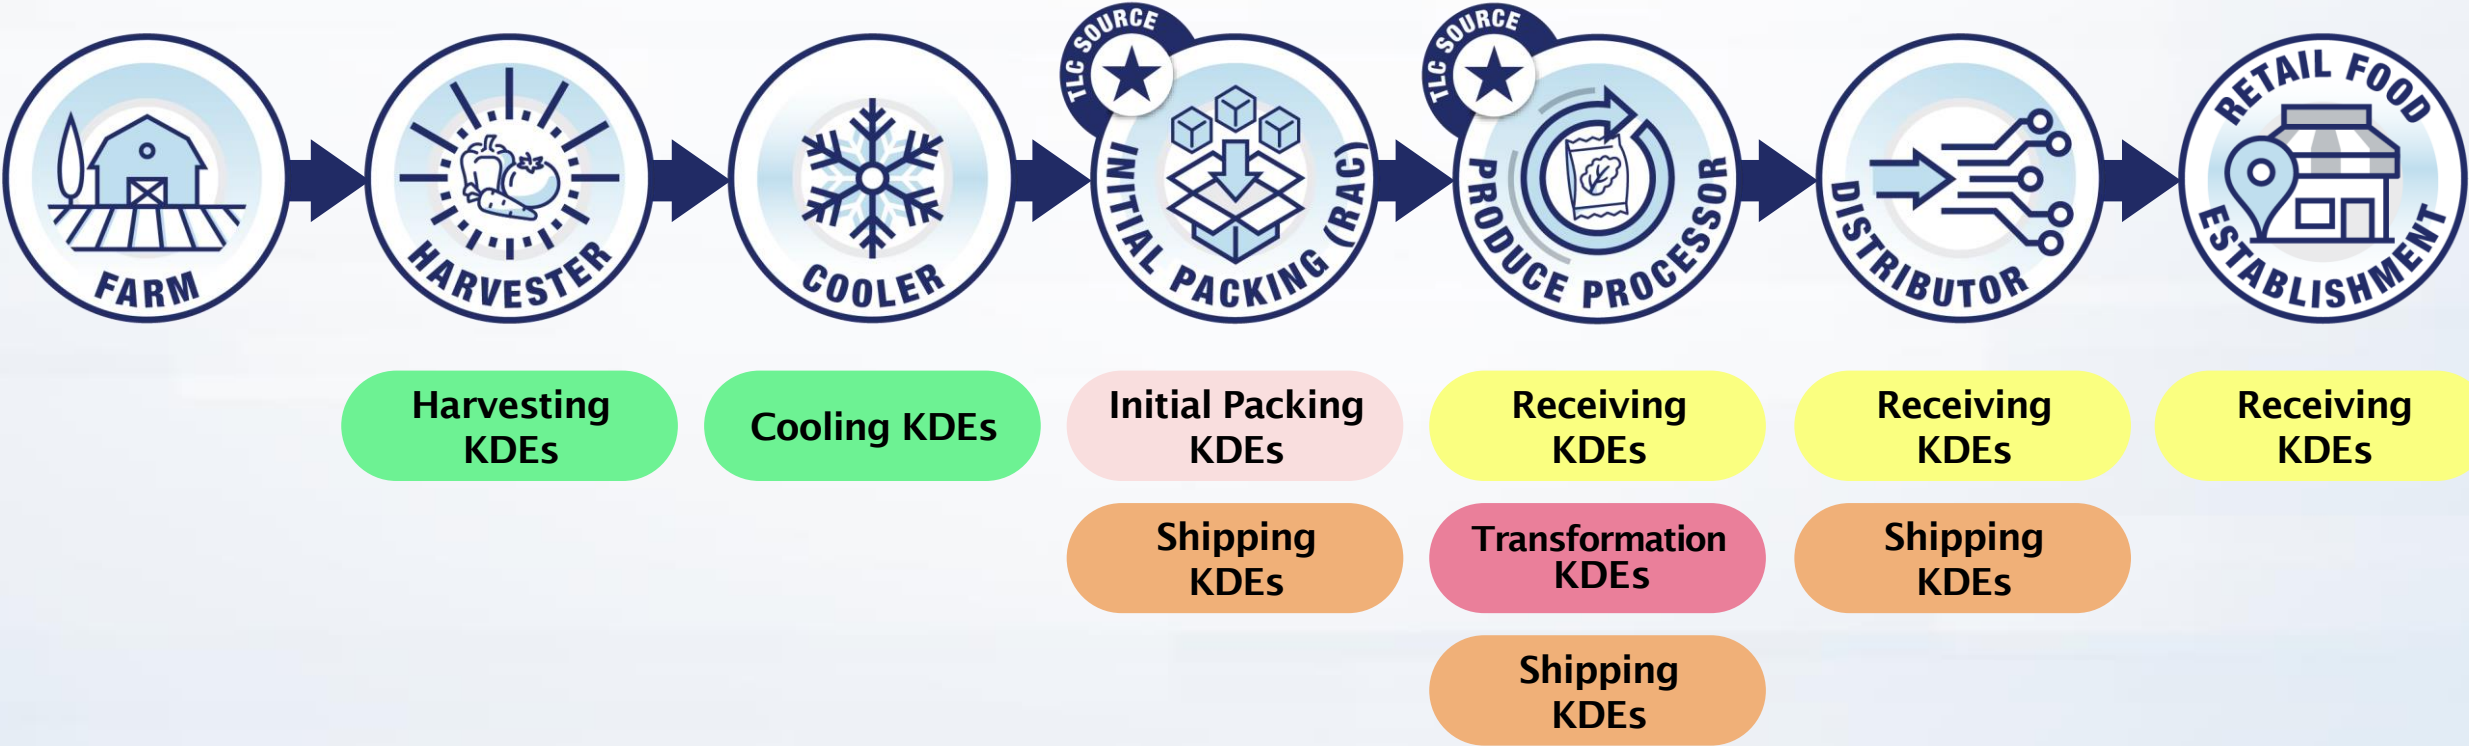 FARM
HARVESTER
COOLER
TLC SOURCE
INITIAL PACKING (RAC)
TLC SOURCE
PRODUCE PROCESSOR
DISTRIBUTOR
RETAIL FOOD
ESTABLISHMENT
Harvesting
KDEs
Cooling KDEs
Initial Packing
KDEs
Receiving
KDEs
Receiving
KDEs
Receiving
KDEs
Shipping
KDEs
Transformation
KDEs
Shipping
KDEs
Shipping
KDEs